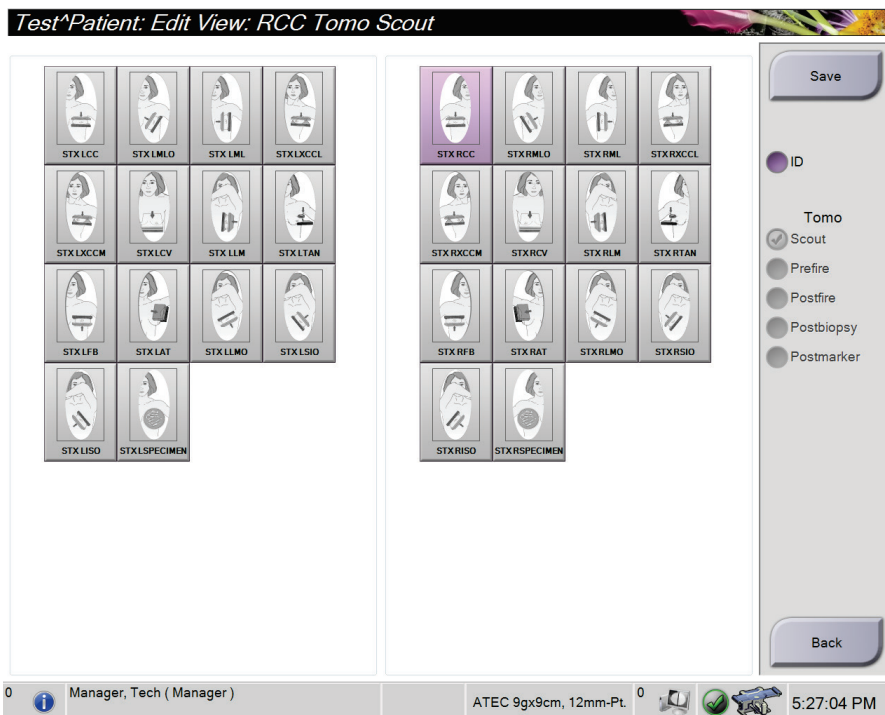 Test^Patient: Edit View: RCC Tomo Scout
STX LCC STX LMLO STX LML STX LXCCL
STX LXCCM STX LCV STX LLM STX LTAN
STX LFB STX LAT STX LLMO STX LSIO
STX LISO STX LSPECIMEN
STX RCC STX RMLO STX RML STX RXCCL
STX RXCCM STX RCV STX RLM STX RTAN
STX RFB STX RAT STX RLMO STX RSIO
STX RISO STX RSPECIMEN
Save
ID
Tomo
Scout
Prefire
Postfire
Postbiopsy
Postmarker
Back
0 Manager, Tech ( Manager ) ATEC 9gx9cm, 12mm-Pt. 0 5:27:04 PM